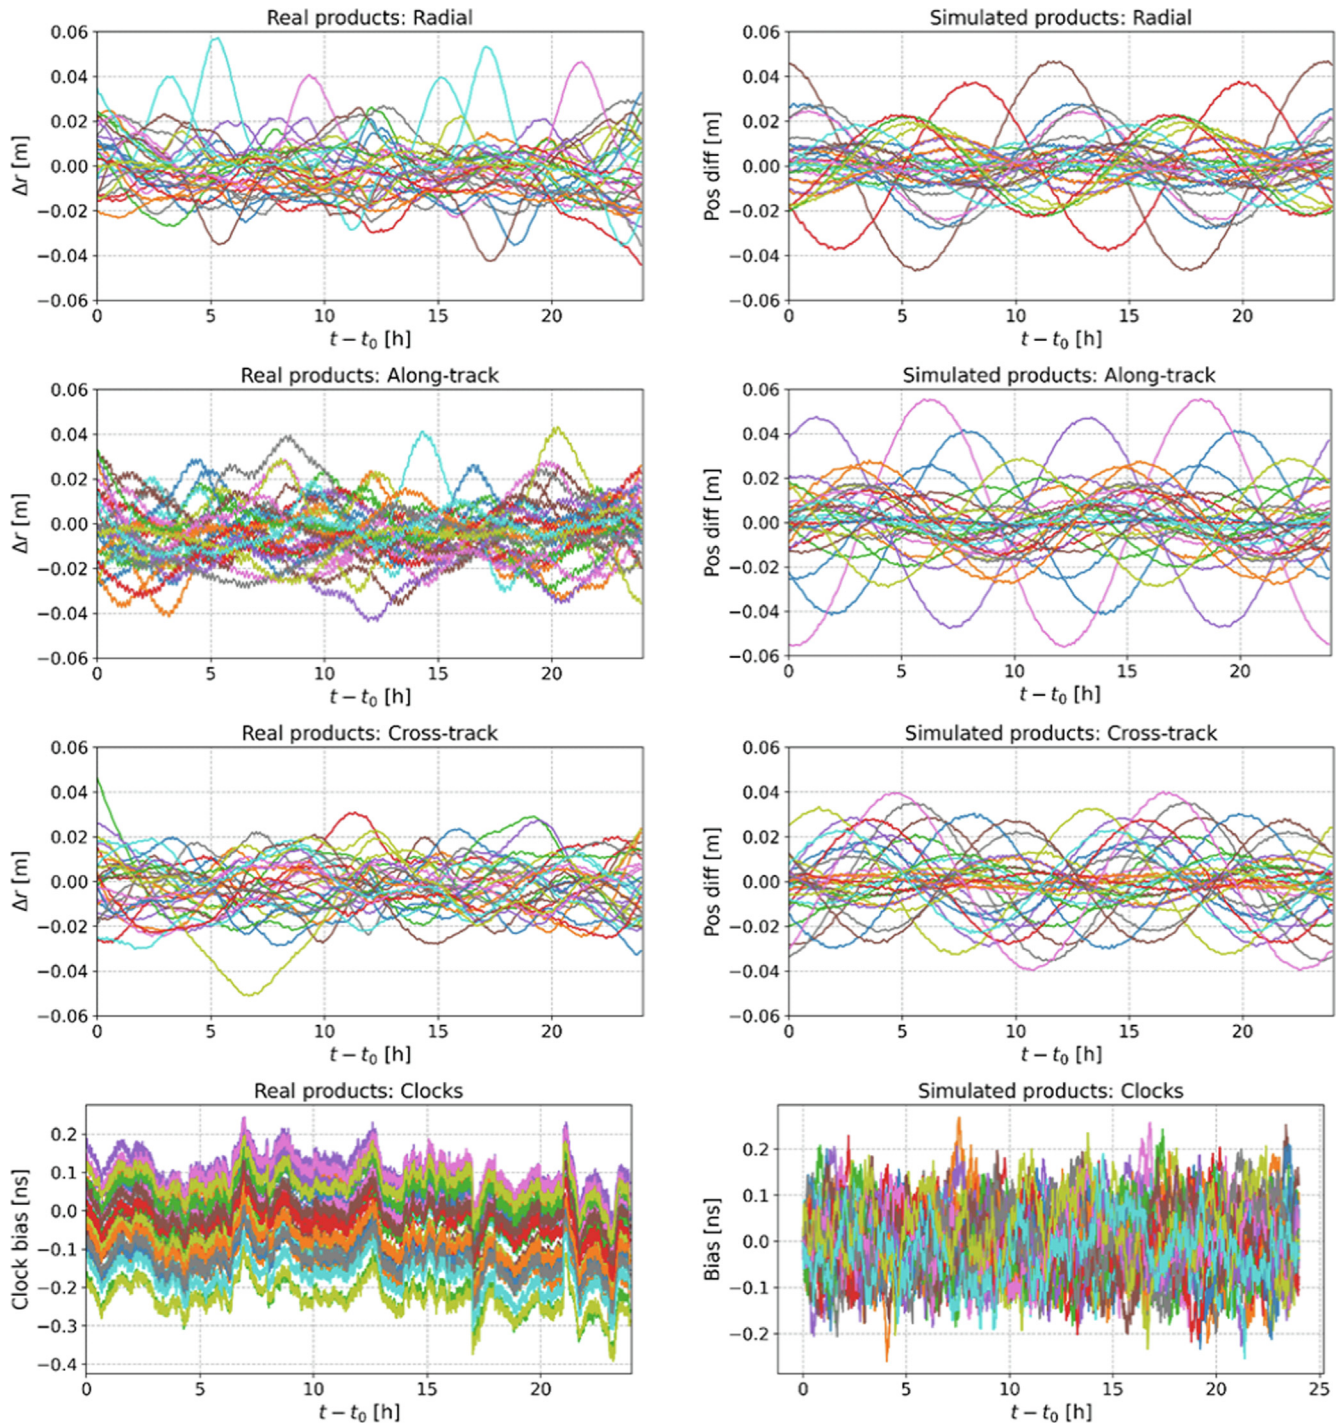 Real products: Radial
Δr [m]
0.06
0.04
0.02
0.00
−0.02
−0.04
−0.06
0 5 10 15 20
t − t0 [h]
Simulated products: Radial
Pos diff [m]
0.06
0.04
0.02
0.00
−0.02
−0.04
−0.06
0 5 10 15 20
t − t0 [h]
Real products: Along-track
Δr [m]
0.06
0.04
0.02
0.00
−0.02
−0.04
−0.06
0 5 10 15 20
t − t0 [h]
Simulated products: Along-track
Pos diff [m]
0.06
0.04
0.02
0.00
−0.02
−0.04
−0.06
0 5 10 15 20
t − t0 [h]
Real products: Cross-track
Δr [m]
0.06
0.04
0.02
0.00
−0.02
−0.04
−0.06
0 5 10 15 20
t − t0 [h]
Simulated products: Cross-track
Pos diff [m]
0.06
0.04
0.02
0.00
−0.02
−0.04
−0.06
0 5 10 15 20
t − t0 [h]
Real products: Clocks
Clock bias [ns]
0.2
0.1
0.0
−0.1
−0.2
−0.3
−0.4
0 5 10 15 20
t − t0 [h]
Simulated products: Clocks
Bias [ns]
0.2
0.1
0.0
−0.1
−0.2
0 5 10 15 20 25
t − t0 [h]